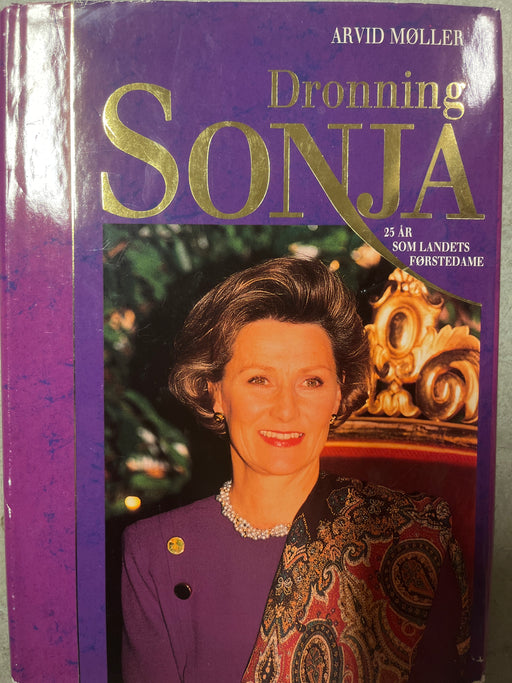 ARVID MØLLER
Dronning
SONJA
25 ÅR
SOM LANDETS
FØRSTEDAME